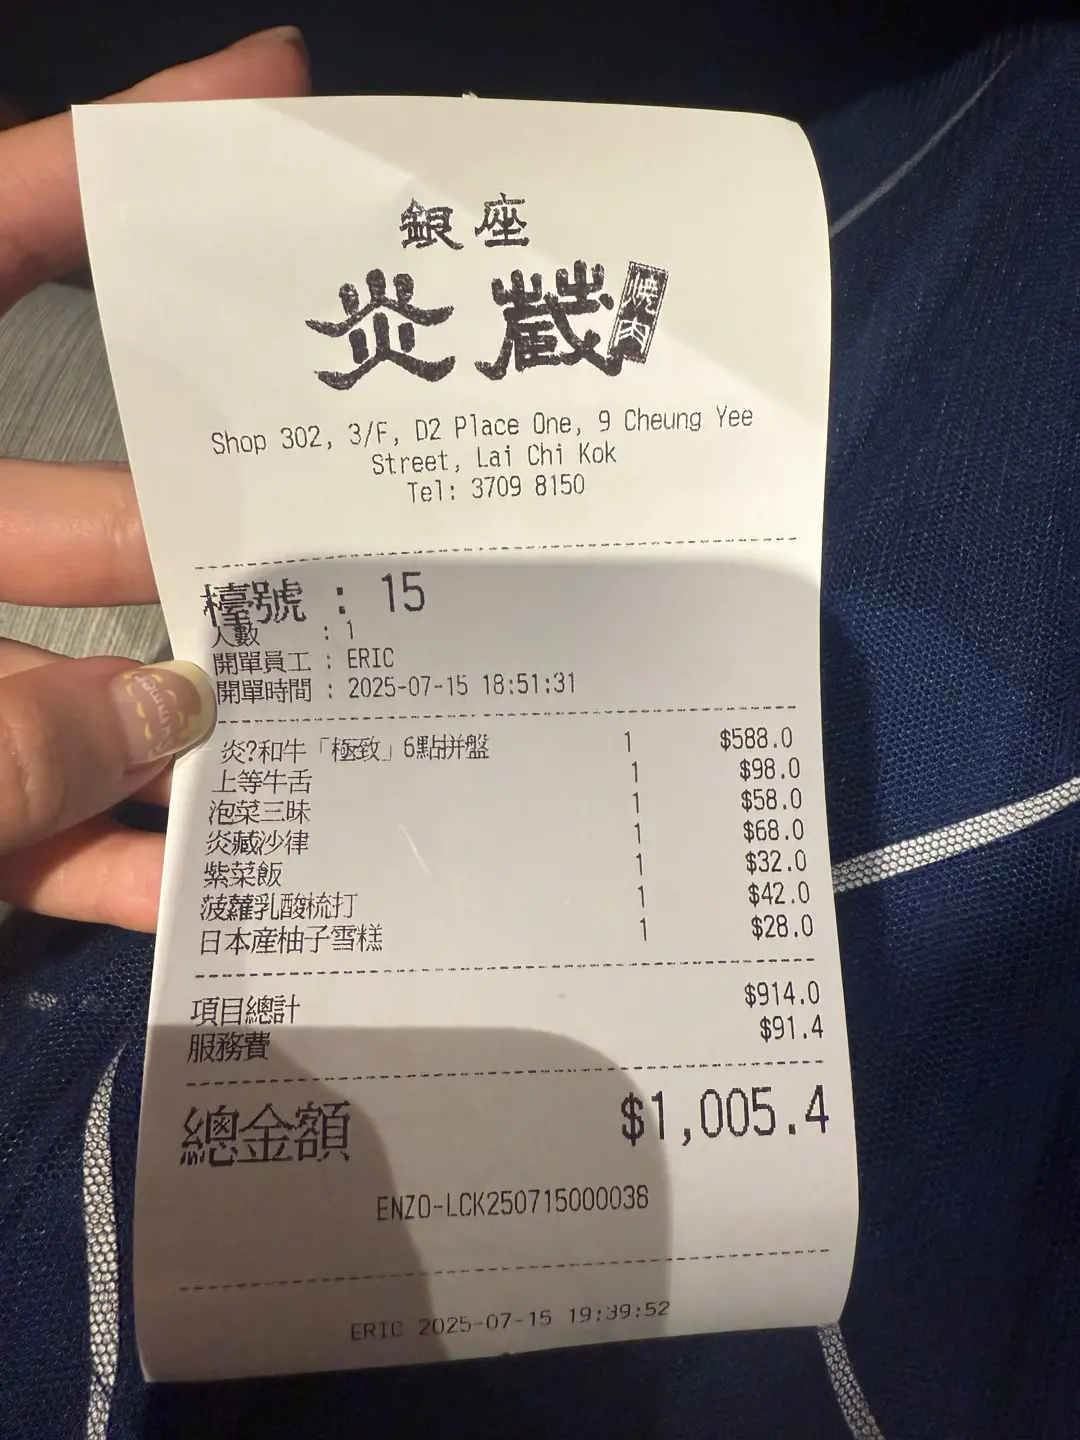 銀座
炎蔵 焼肉
Shop 302, 3/F, D2 Place One, 9 Cheung Yee
Street, Lai Chi Kok
Tel: 3709 8150
檯號 : 15
人數 : 1
開單員工 : ERIC
開單時間 : 2025-07-15 18:51:31
炎?和牛「極致」6點拼盤 1 $588.0
上等牛舌 1 $98.0
泡菜三昧 1 $58.0
炎藏沙律 1 $68.0
紫菜飯 1 $32.0
菠蘿乳酸梳打 1 $42.0
日本産柚子雪糕 1 $28.0
項目總計 $914.0
服務費 $91.4
總金額 $1,005.4
ENZO-LCK250715000036
ERIC 2025-07-15 19:39:52